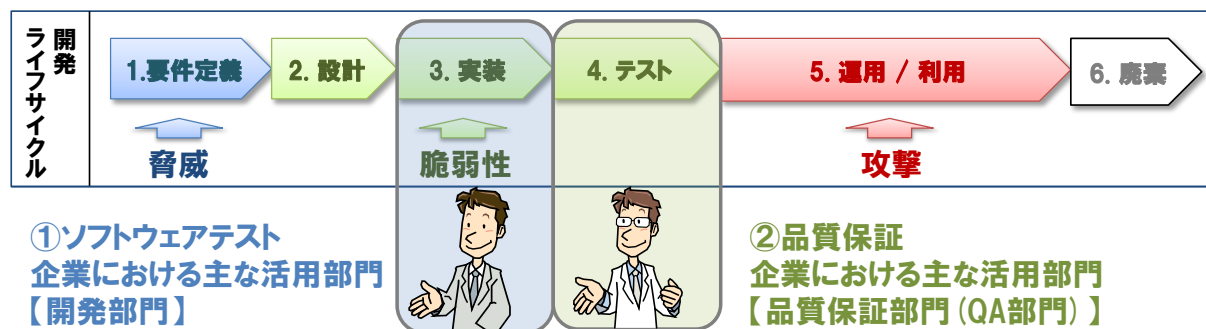 開発
ライフサイクル
1.要件定義
2. 設計
3. 実装
4. テスト
5. 運用 / 利用
6. 廃棄
脅威
脆弱性
攻撃
①ソフトウェアテスト
企業における主な活用部門
【開発部門】
②品質保証
企業における主な活用部門
【品質保証部門(QA部門) 】